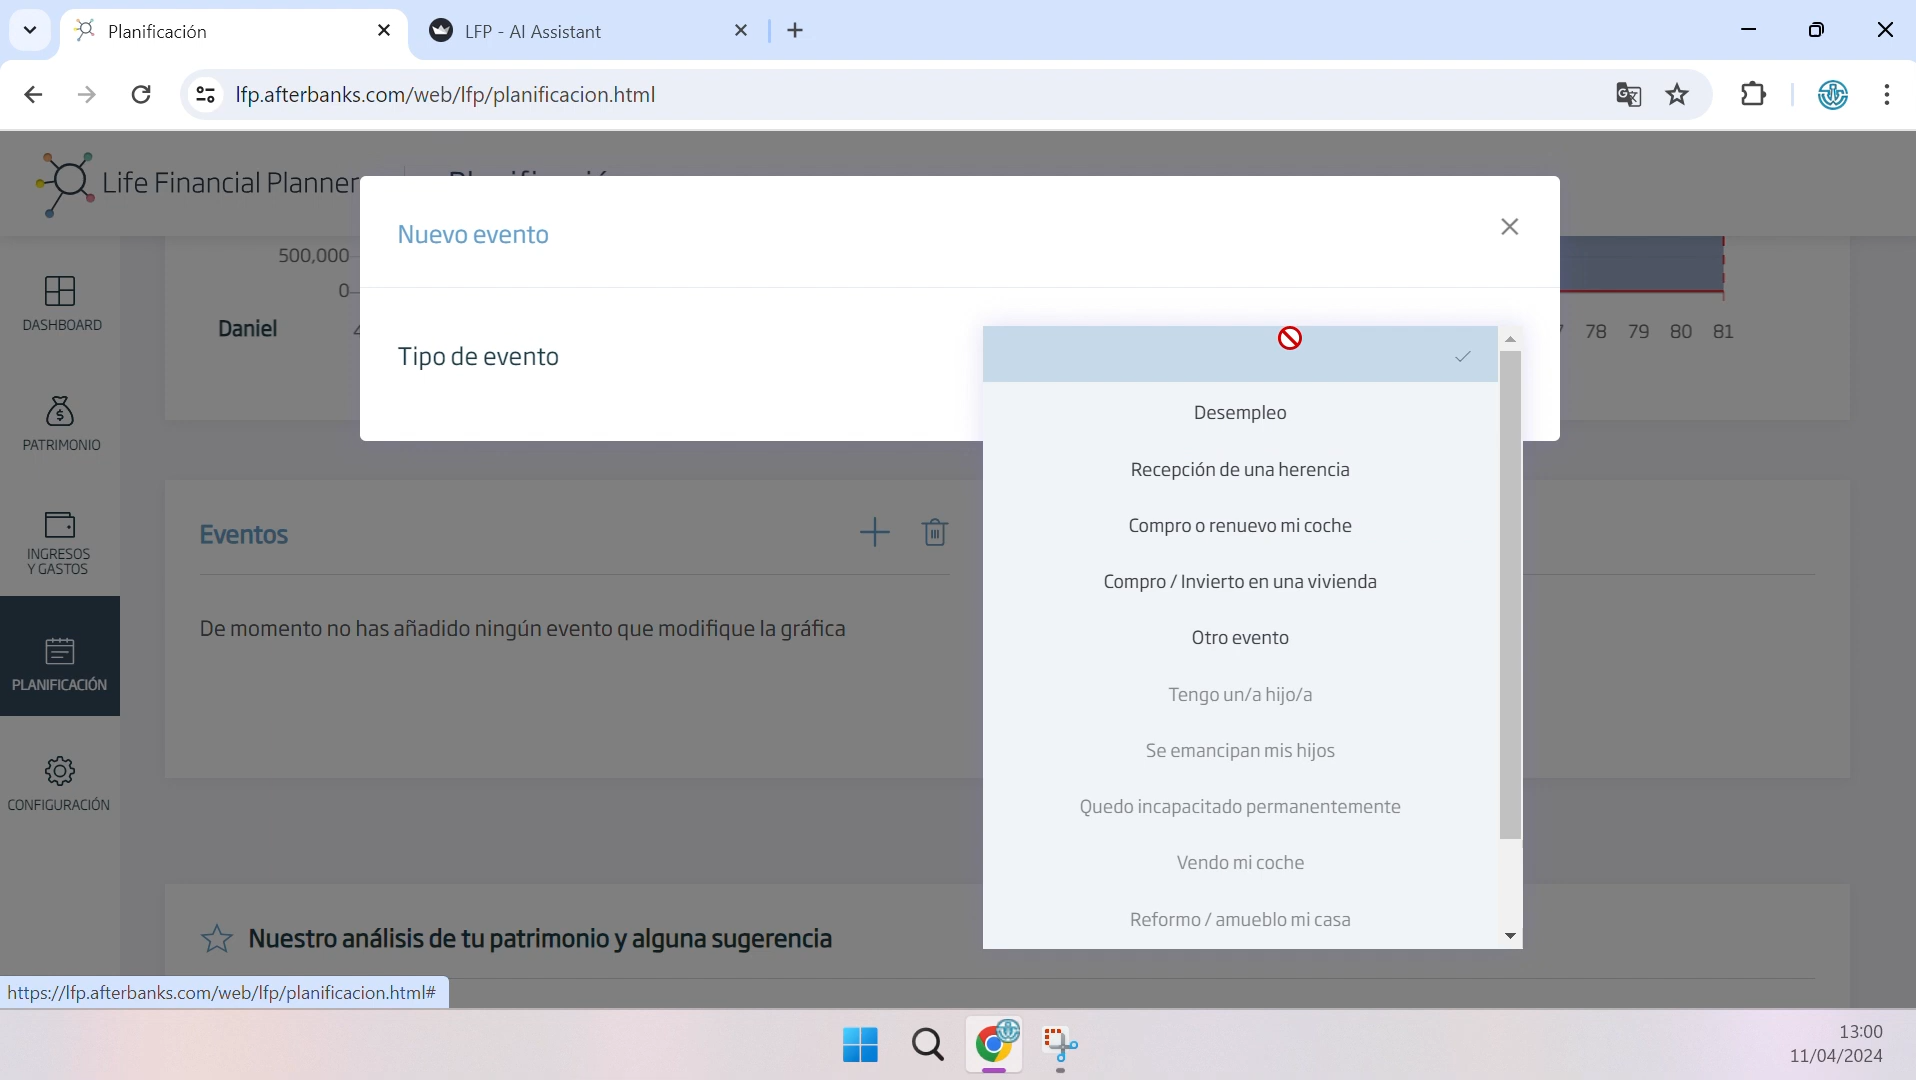 Planificación
LFP - AI Assistant
lfp.afterbanks.com/web/lfp/planificacion.html
Life Financial Planner
Nuevo evento
500,000
0
Daniel
78 79 80 81
Tipo de evento
DASHBOARD
PATRIMONIO
INGRESOS
Y GASTOS
PLANIFICACIÓN
CONFIGURACIÓN
Desempleo
Recepción de una herencia
Compro o renuevo mi coche
Compro / Invierto en una vivienda
Otro evento
Tengo un/a hijo/a
Se emancipan mis hijos
Quedo incapacitado permanentemente
Vendo mi coche
Reformo / amueblo mi casa
Eventos
De momento no has añadido ningún evento que modifique la gráfica
Nuestro análisis de tu patrimonio y alguna sugerencia
https://lfp.afterbanks.com/web/lfp/planificacion.html#
13:00
11/04/2024